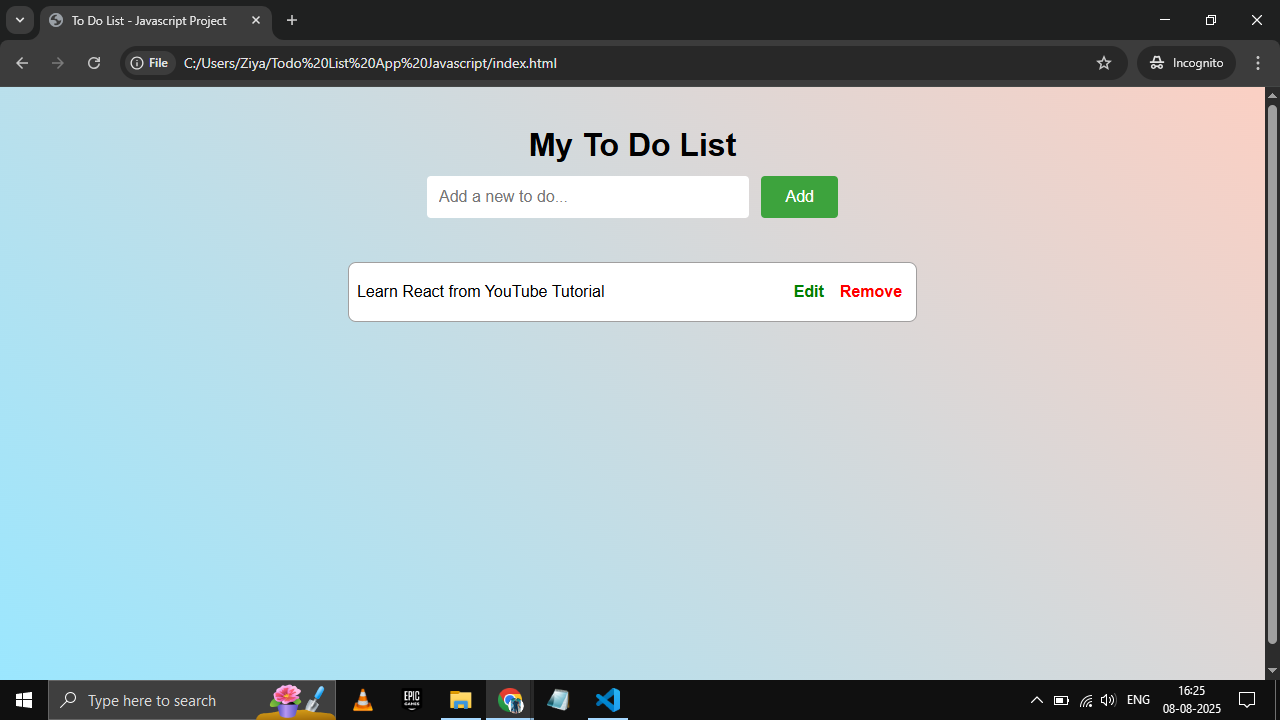 To Do List - Javascript Project
File C:/Users/Ziya/Todo%20List%20App%20Javascript/index.html Incognito
My To Do List
Add a new to do... Add
Learn React from YouTube Tutorial Edit Remove
Type here to search EPIC GAMES ENG 16:25
08-08-2025